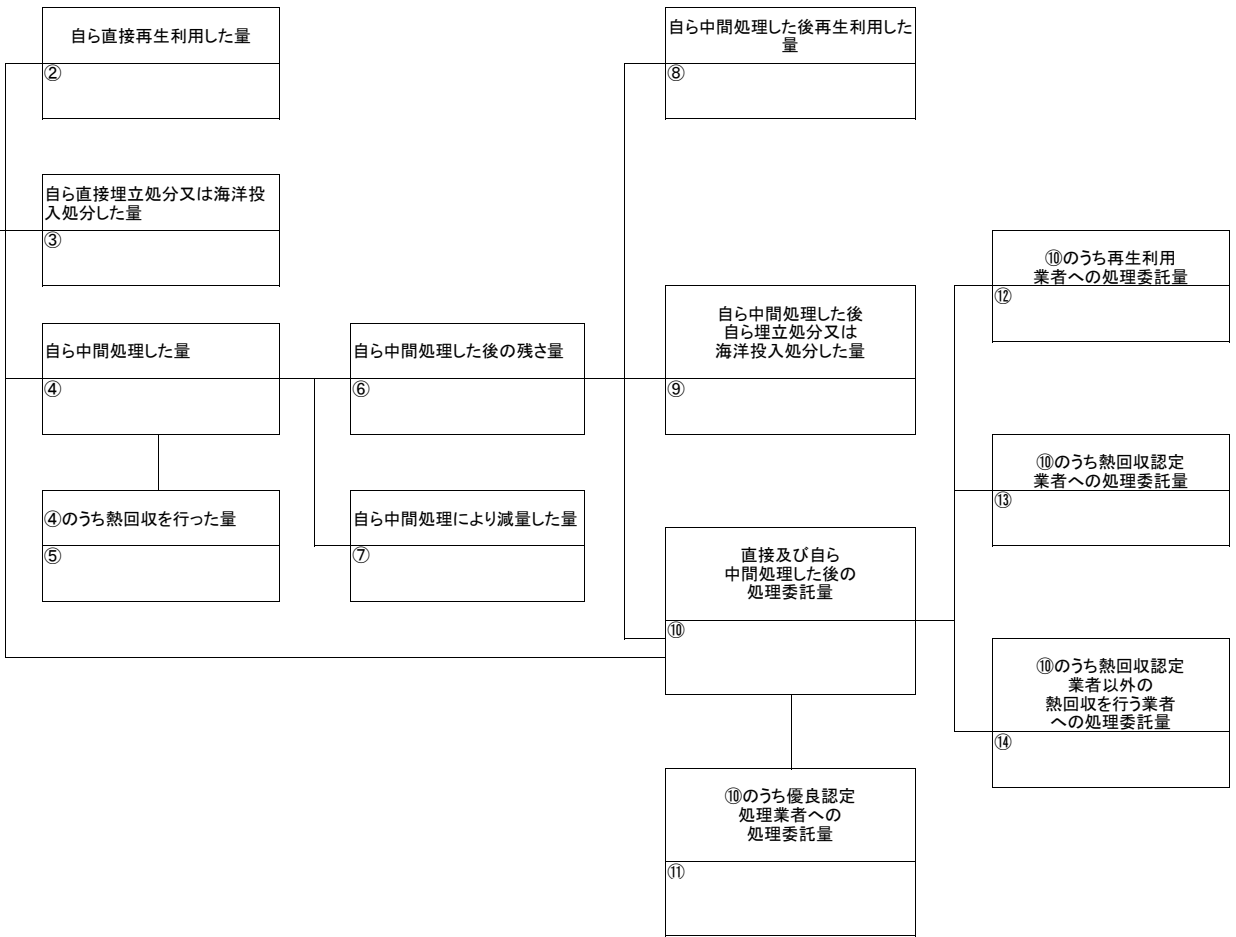 自ら直接再生利用した量
②
自ら直接埋立処分又は海洋投
入処分した量
③
自ら中間処理した量
④
④のうち熱回収を行った量
⑤
自ら中間処理した後の残さ量
⑥
自ら中間処理により減量した量
⑦
自ら中間処理した後再生利用した
量
⑧
自ら中間処理した後
自ら埋立処分又は
海洋投入処分した量
⑨
直接及び自ら
中間処理した後の
処理委託量
⑩
⑩のうち優良認定
処理業者への
処理委託量
⑪
⑩のうち再生利用
業者への処理委託量
⑫
⑩のうち熱回収認定
業者への処理委託量
⑬
⑩のうち熱回収認定
業者以外の
熱回収を行う業者
への処理委託量
⑭